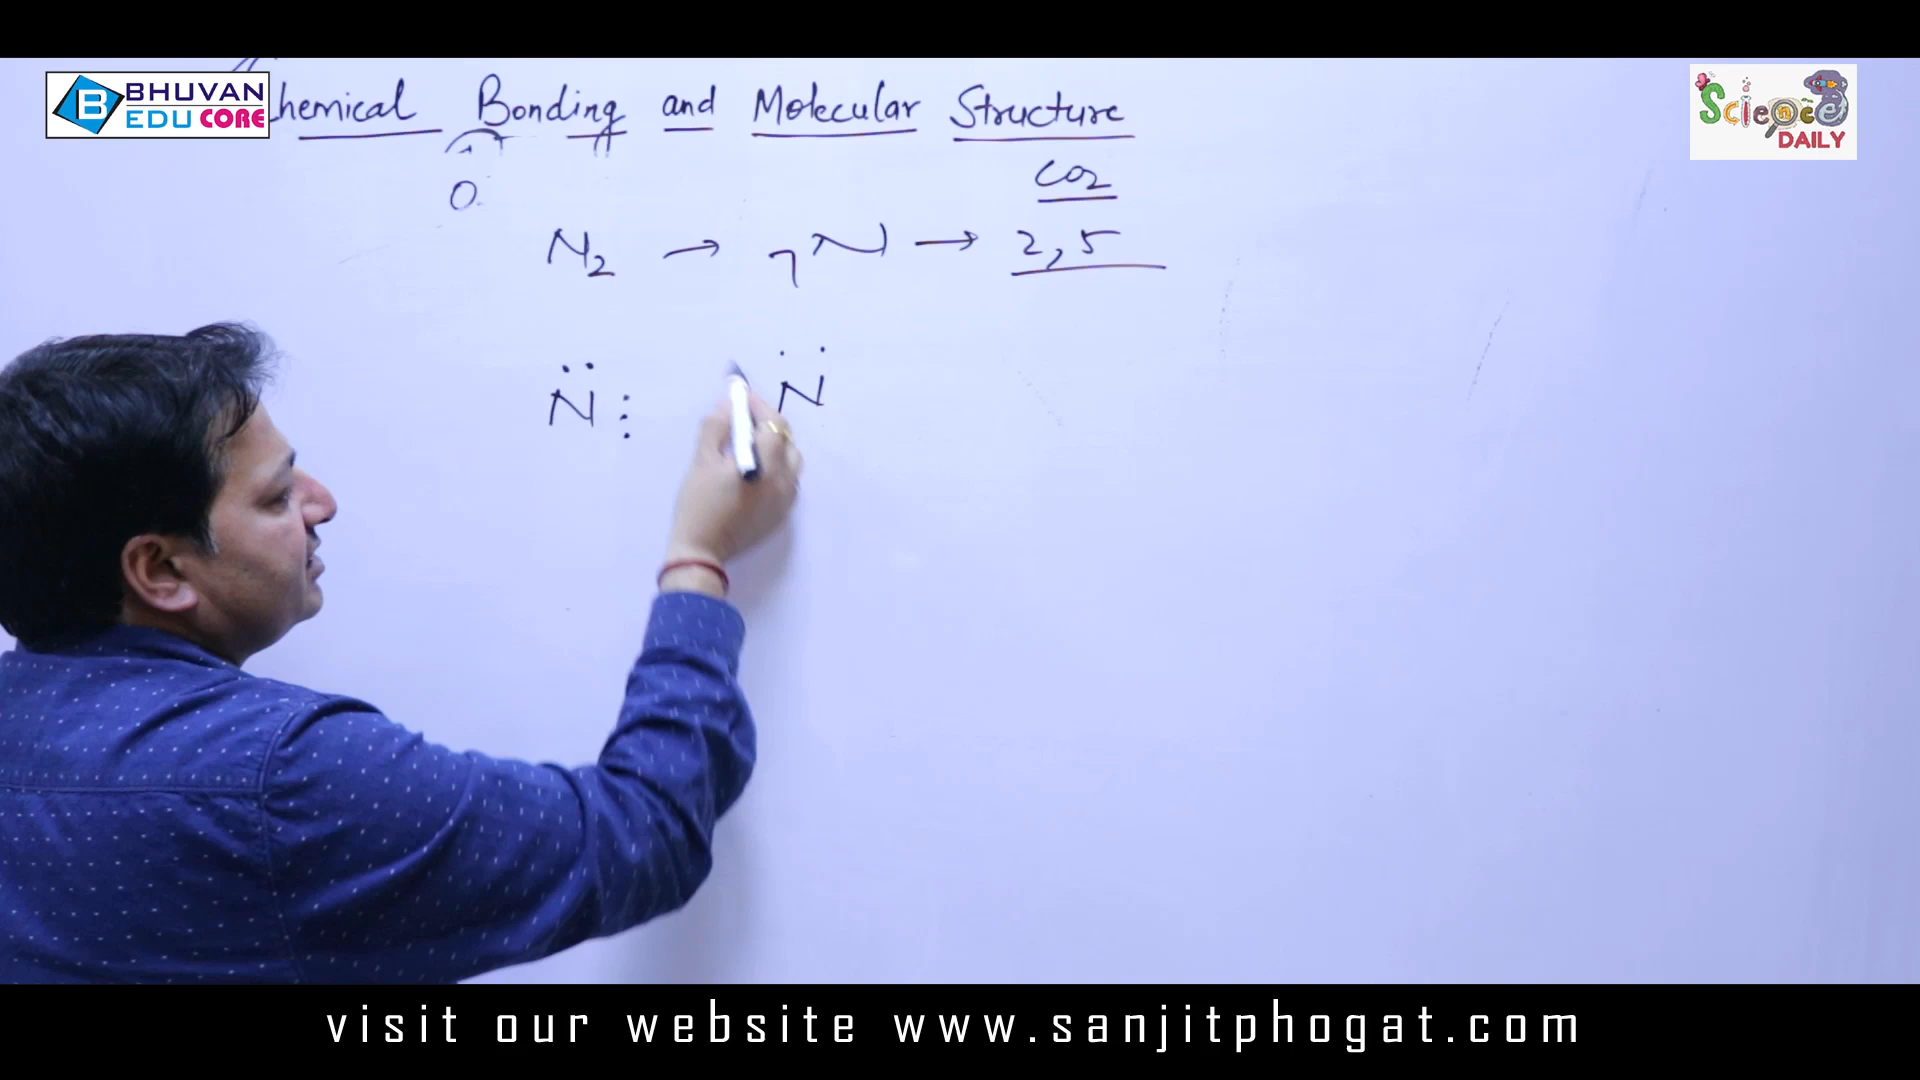 BHUVAN
EDU CORE
B
Science
DAILY
Chemical Bonding and Molecular Structure
CO2
O
N2 → 7N → 2,5
N N
visit our website www.sanjitphogat.com